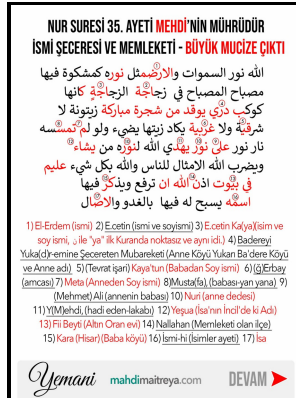 NUR SURESİ 35. AYETİ MEHDİ'NİN MÜHRÜDÜR
İSMİ ŞECERESİ VE MEMLEKETİ - BÜYÜK MUCİZE ÇIKTI
الله نور السموات والارضمثل نوره كمشكوة فيها
مصباح المصباح في زجاجة الزجاجة كانها
كوكب دري يوقد من شجرة مباركة زيتونة لا
شرقية ولا غربية يكاد زيتها يضيء ولو لم تمسسه
نار نور على نور يهدي الله لنوره من يشاء
ويضرب الله الامثال للناس والله بكل شيء عليم
في بيوت اذن الله ان ترفع ويذكر فيها
اسمه يسبح له فيها بالغدو والاصال
1) El-Erdem (ismi) 2) E.cetin (ismi ve soyismi) 3) E.cetin Ka(ya)(isim ve
soy ismi, ile "ya" ilk Kuranda noktasız ve aynı idi.) 4) Badereyi
Yuka(d)r-emine Şecereten Mubareketi (Anne Köyü Yukarı Ba'dere Köyü
ve Anne adı) 5) (Tevrat işari) Kaya'tun (Babadan Soy ismi) 6) (ğ)Erbay
(amcası) 7) Meta (Anneden Soy ismi) 8)Musta(fa), (babası-yan yana) 9)
(Mehmet) Ali (annenin babası) 10) Nuri (anne dedesi)
11) Y(M)ehdi, (hadi eden-lakabı) 12) Yeşua (İsa'nın İncil'de ki Adı)
13) Fii Beyti (Altın Oran evi) 14) Nallahan (Memleketi olan ilçe)
15) Kara (Hisar) (Baba köyü) 16) İsmi-hi (İsimler ayeti) 17) İsa
Yemani
mahdimaitreya.com
DEVAM